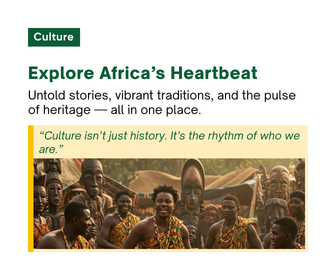 Culture
Explore Africa’s Heartbeat
Untold stories, vibrant traditions, and the pulse
of heritage — all in one place.
“Culture isn’t just history. It’s the rhythm of who we
are.”